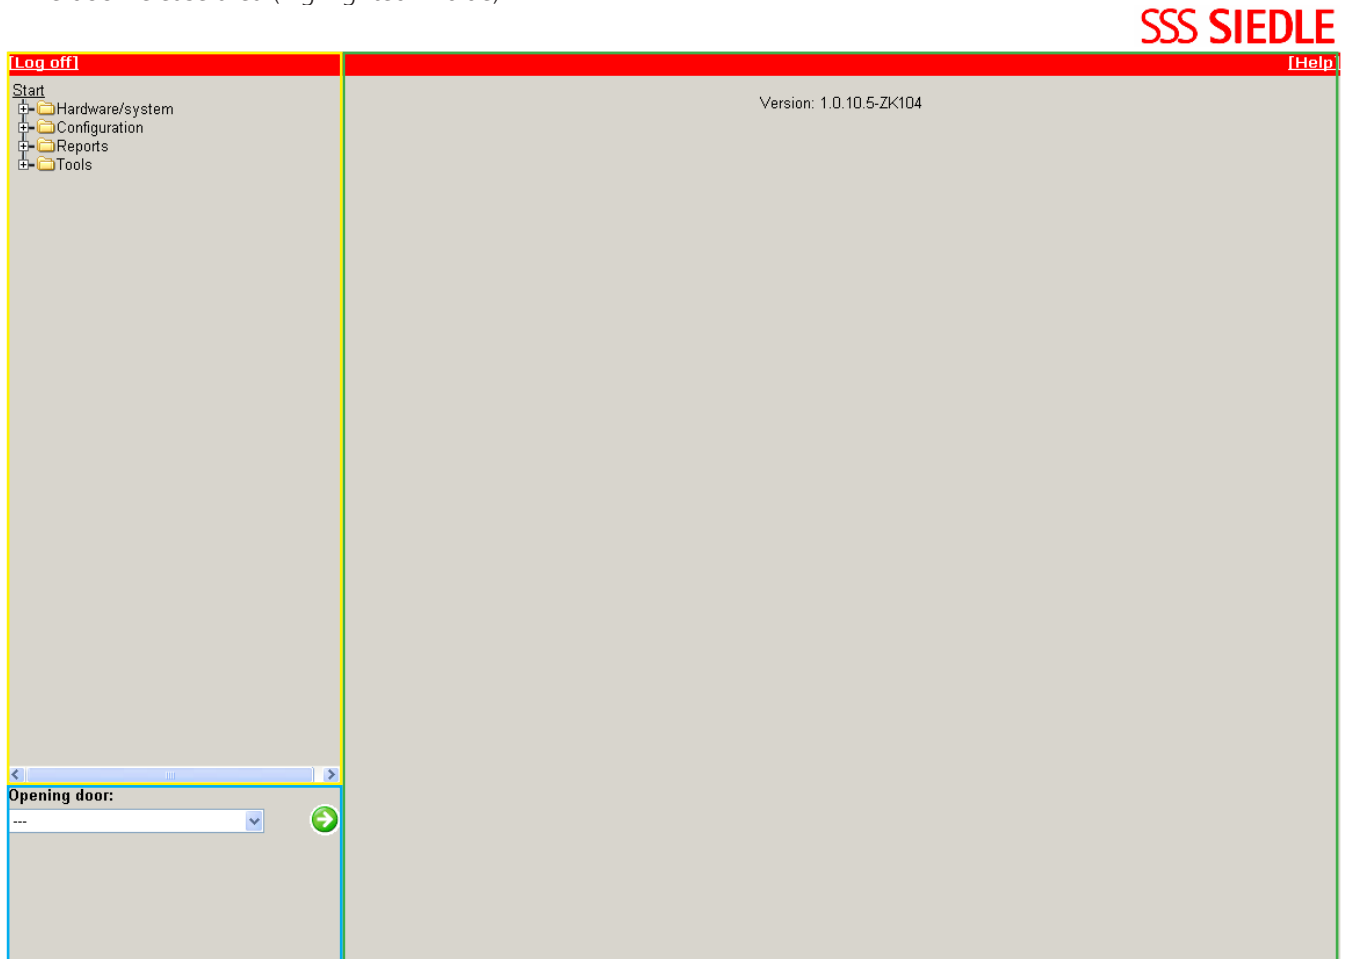 SSS SIEDLE
[Log off]
[Help]
Start
Hardware/system
Configuration
Reports
Tools
Version: 1.0.10.5-ZK104
Opening door:
---